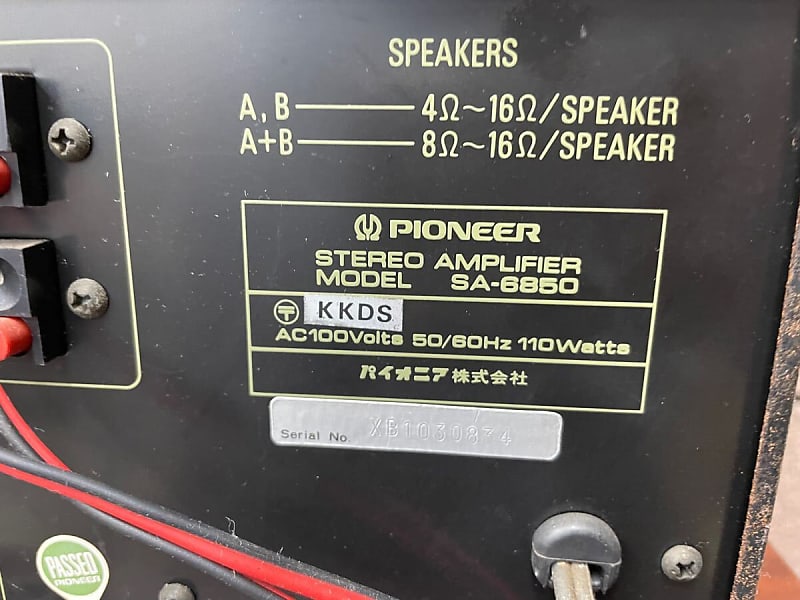 SPEAKERS
A, B 4Ω~16Ω/SPEAKER
A+B 8Ω~16Ω/SPEAKER
PIONEER
STEREO AMPLIFIER
MODEL SA-6850
〒 KKDS
AC100Volts 50/60Hz 110Watts
パイオニア株式会社
Serial No.
PASSED
PIONEER